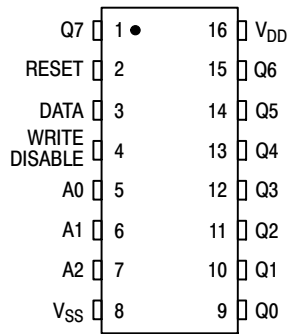 Q7 1 16 VDD
RESET 2 15 Q6
DATA 3 14 Q5
WRITE
DISABLE 4 13 Q4
A0 5 12 Q3
A1 6 11 Q2
A2 7 10 Q1
VSS 8 9 Q0